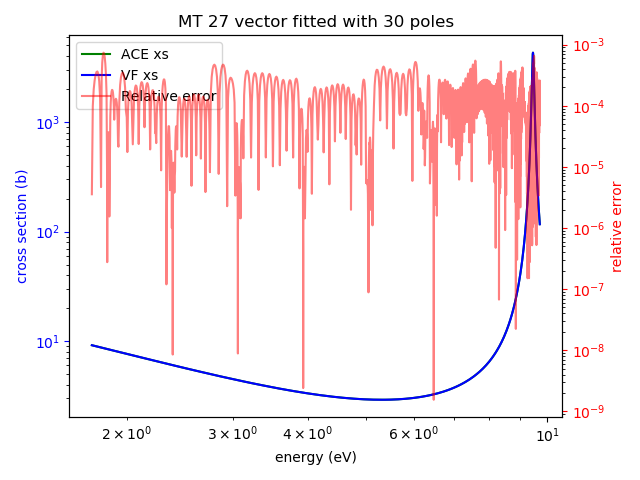 MT 27 vector fitted with 30 poles
ACE xs
VF xs
Relative error
cross section (b)
10³
10²
10¹
relative error
10⁻³
10⁻⁴
10⁻⁵
10⁻⁶
10⁻⁷
10⁻⁸
10⁻⁹
2 × 10⁰
3 × 10⁰
4 × 10⁰
6 × 10⁰
10¹
energy (eV)